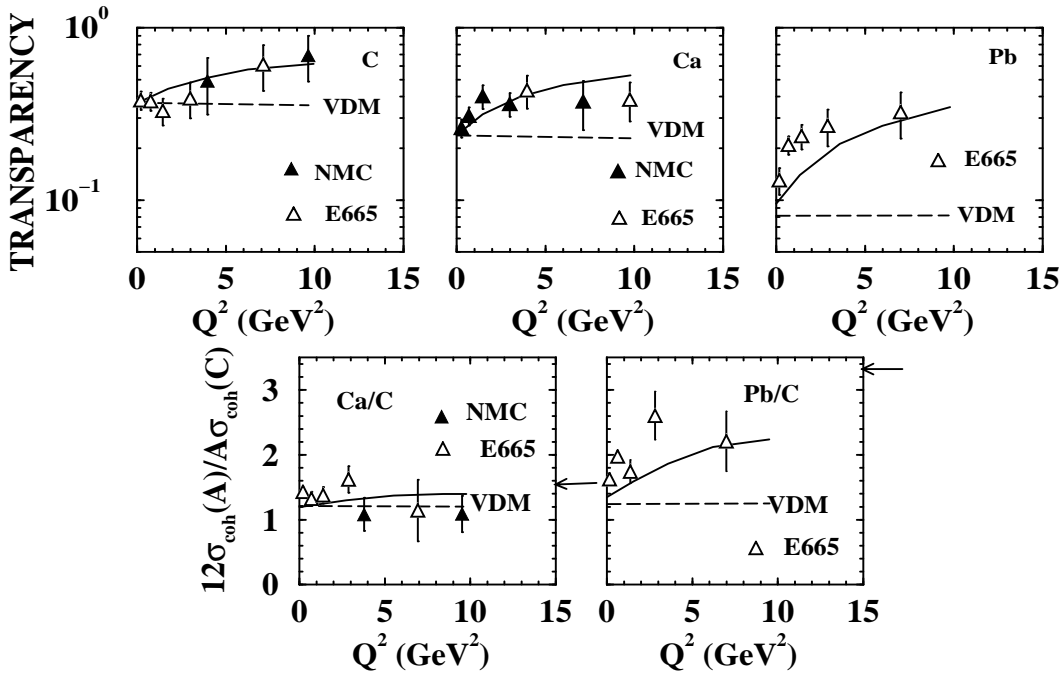 TRANSPARENCY
10^0
10^-1
C
VDM
NMC
E665
0 5 10 15
Q^2 (GeV^2)
Ca
VDM
NMC
E665
0 5 10 15
Q^2 (GeV^2)
Pb
E665
VDM
0 5 10 15
Q^2 (GeV^2)
12σ_coh(A)/Aσ_coh(C)
3
2
1
0
Ca/C
NMC
E665
VDM
0 5 10 15
Q^2 (GeV^2)
Pb/C
VDM
E665
0 5 10 15
Q^2 (GeV^2)